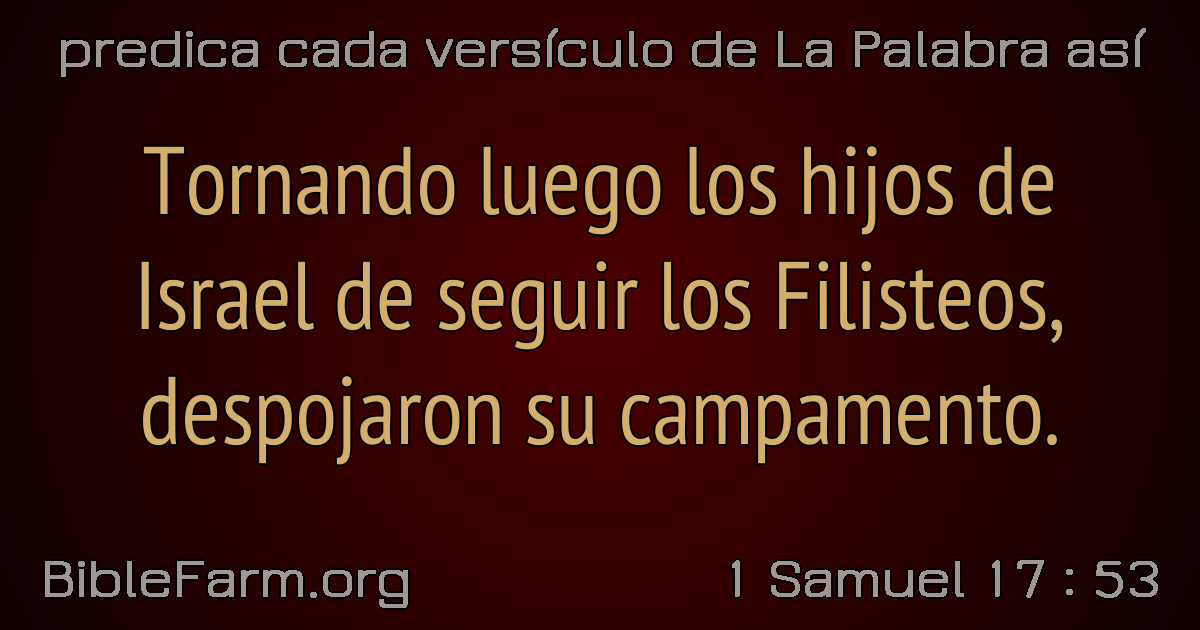 predica cada versículo de La Palabra así
Tornando luego los hijos de
Israel de seguir los Filisteos,
despojaron su campamento.
BibleFarm.org
1 Samuel 17 : 53